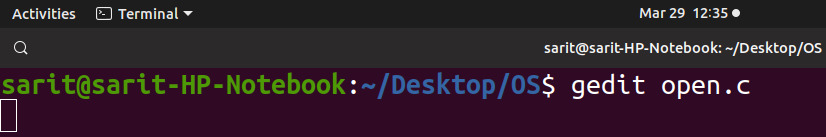 Activities Terminal Mar 29 12:35
sarit@sarit-HP-Notebook: ~/Desktop/OS
sarit@sarit-HP-Notebook:~/Desktop/OS$ gedit open.c